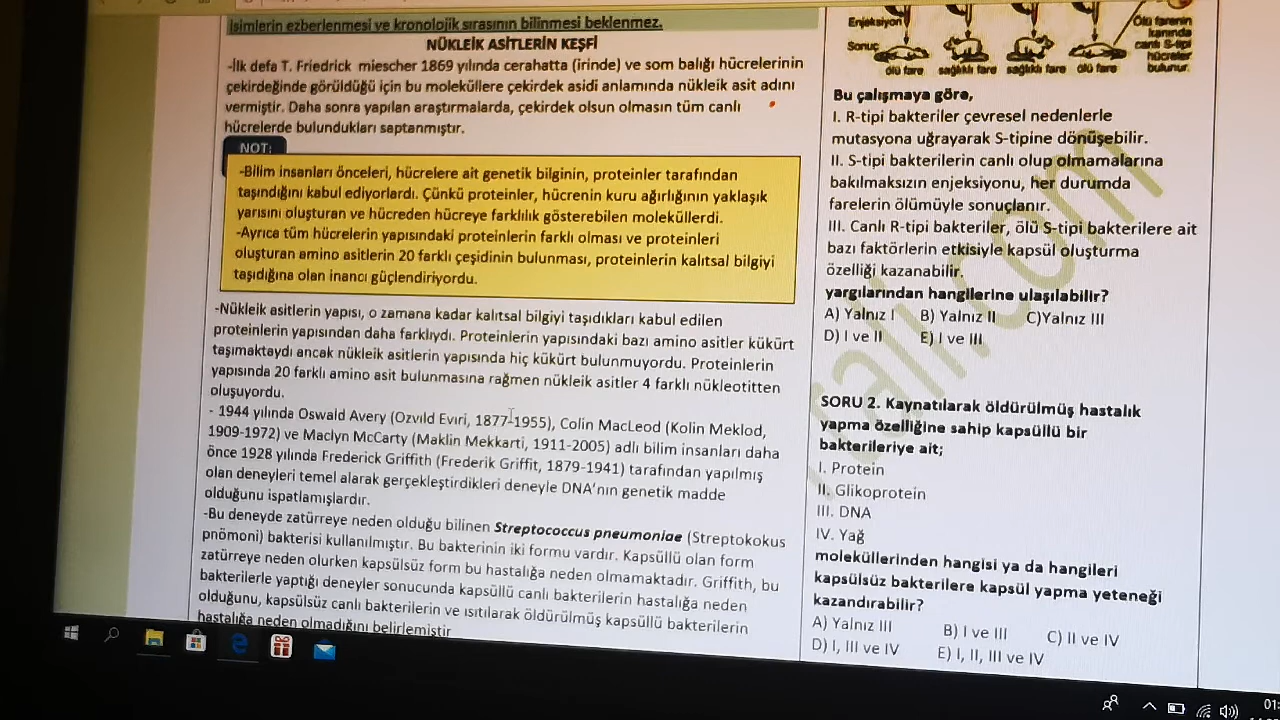 isimlerin ezberlenmesi ve kronolojik sırasının bilinmesi beklenmez.
NÜKLEİK ASİTLERİN KEŞFİ
-İlk defa T. Friedrick miescher 1869 yılında cerahatta (irinde) ve som balığı hücrelerinin
çekirdeğinde görüldüğü için bu moleküllere çekirdek asidi anlamında nükleik asit adını
vermiştir. Daha sonra yapılan araştırmalarda, çekirdek olsun olmasın tüm canlı
hücrelerde bulundukları saptanmıştır.
NOT:
-Bilim insanları önceleri, hücrelere ait genetik bilginin, proteinler tarafından
taşındığını kabul ediyorlardı. Çünkü proteinler, hücrenin kuru ağırlığının yaklaşık
yarısını oluşturan ve hücreden hücreye farklılık gösterebilen moleküllerdi.
-Ayrıca tüm hücrelerin yapısındaki proteinlerin farklı olması ve proteinleri
oluşturan amino asitlerin 20 farklı çeşidinin bulunması, proteinlerin kalıtsal bilgiyi
taşıdığına olan inancı güçlendiriyordu.
-Nükleik asitlerin yapısı, o zamana kadar kalıtsal bilgiyi taşıdıkları kabul edilen
proteinlerin yapısından daha farklıydı. Proteinlerin yapısındaki bazı amino asitler kükürt
taşımaktaydı ancak nükleik asitlerin yapısında hiç kükürt bulunmuyordu. Proteinlerin
yapısında 20 farklı amino asit bulunmasına rağmen nükleik asitler 4 farklı nükleotitten
oluşuyordu.
- 1944 yılında Oswald Avery (Ozvıld Eviri, 1877-1955), Colin MacLeod (Kolin Meklod,
1909-1972) ve Maclyn McCarty (Maklin Mekkarti, 1911-2005) adlı bilim insanları daha
önce 1928 yılında Frederick Griffith (Frederik Griffit, 1879-1941) tarafından yapılmış
olan deneyleri temel alarak gerçekleştirdikleri deneyle DNA'nın genetik madde
olduğunu ispatlamışlardır.
-Bu deneyde zatürreye neden olduğu bilinen Streptococcus pneumoniae (Streptokokus
pnömoni) bakterisi kullanılmıştır. Bu bakterinin iki formu vardır. Kapsüllü olan form
zatürreye neden olurken kapsülsüz form bu hastalığa neden olmamaktadır. Griffith, bu
bakterilerle yaptığı deneyler sonucunda kapsüllü canlı bakterilerin hastalığa neden
olduğunu, kapsülsüz canlı bakterilerin ve ısıtılarak öldürülmüş kapsüllü bakterilerin
hastalığa neden olmadığını belirlemiştir
Enjeksiyon
Sonuç
ölü fare sağlıklı fare sağlıklı fare ölü fare
Ölü farenin
kanında
canlı S-tipi
hücreler
bulunur.
Bu çalışmaya göre,
I. R-tipi bakteriler çevresel nedenlerle
mutasyona uğrayarak S-tipine dönüşebilir.
II. S-tipi bakterilerin canlı olup olmamalarına
bakılmaksızın enjeksiyonu, her durumda
farelerin ölümüyle sonuçlanır.
III. Canlı R-tipi bakteriler, ölü S-tipi bakterilere ait
bazı faktörlerin etkisiyle kapsül oluşturma
özelliği kazanabilir.
yargılarından hangilerine ulaşılabilir?
A) Yalnız I B) Yalnız II C)Yalnız III
D) I ve II E) I ve III
SORU 2. Kaynatılarak öldürülmüş hastalık
yapma özelliğine sahip kapsüllü bir
bakterileriye ait;
I. Protein
II. Glikoprotein
III. DNA
IV. Yağ
moleküllerinden hangisi ya da hangileri
kapsülsüz bakterilere kapsül yapma yeteneği
kazandırabilir?
A) Yalnız III B) I ve III C) II ve IV
D) I, III ve IV E) I, II, III ve IV